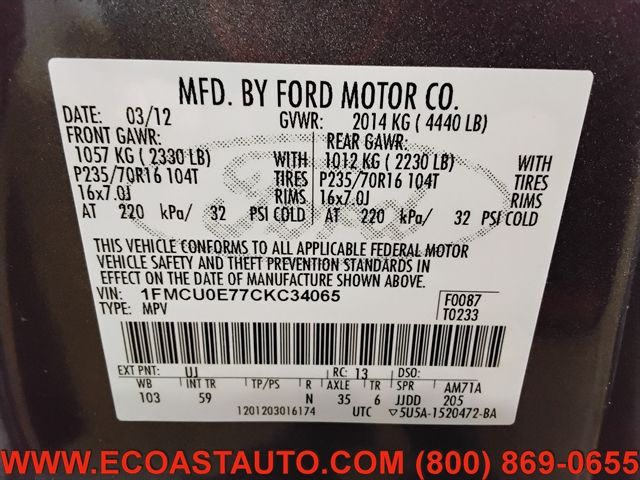 MFD. BY FORD MOTOR CO.
DATE: 03/12 GVWR: 2014 KG ( 4440 LB)
FRONT GAWR: REAR GAWR:
1057 KG ( 2330 LB) WITH 1012 KG ( 2230 LB) WITH
P235/70R16 104T TIRES P235/70R16 104T TIRES
16x7.0J RIMS 16x7.0J RIMS
AT 220 kPa/ 32 PSI COLD AT 220 kPa/ 32 PSI COLD
Ford
THIS VEHICLE CONFORMS TO ALL APPLICABLE FEDERAL MOTOR
VEHICLE SAFETY AND THEFT PREVENTION STANDARDS IN
EFFECT ON THE DATE OF MANUFACTURE SHOWN ABOVE.
VIN: 1FMCU0E77CKC34065 F0087
TYPE: MPV T0233
EXT PNT: UJ RC: 13 DSO:
WB INT TR TP/PS R AXLE TR SPR AM71A
103 59 N 35 6 JJDD 205
1201203016174 UTC ▽5U5A-1520472-BA
WWW.ECOASTAUTO.COM (800) 869-0655